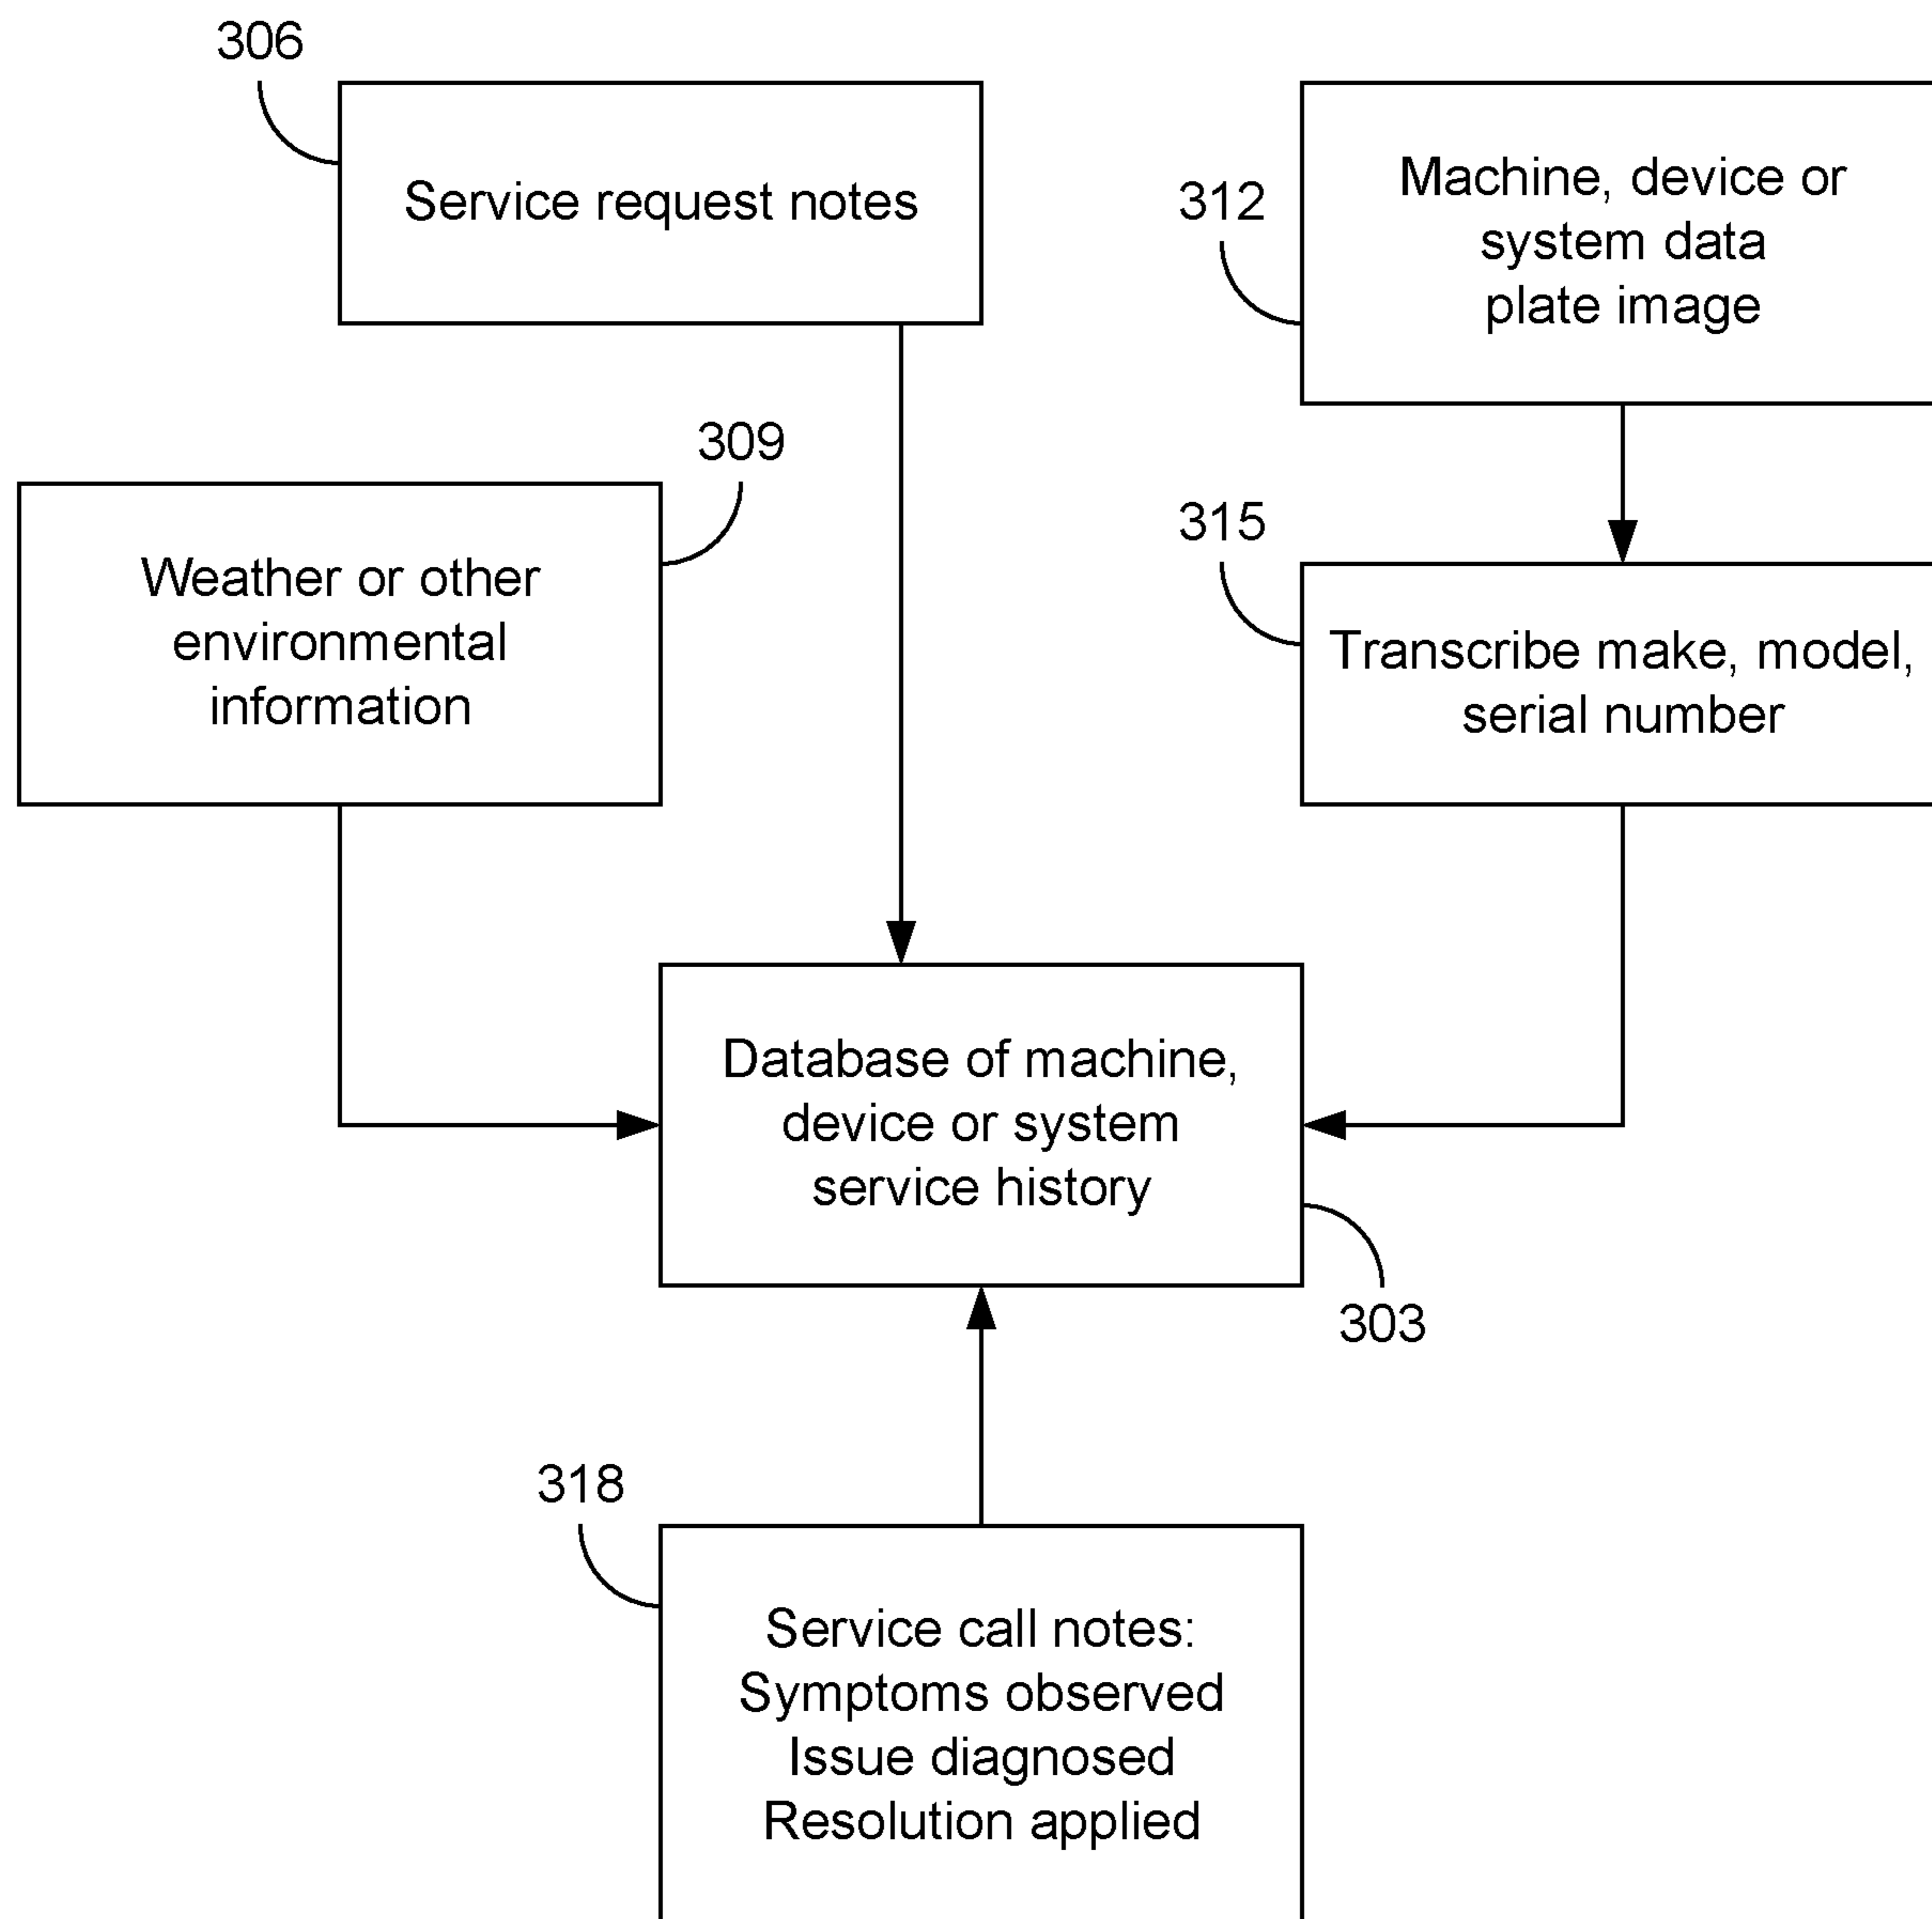 306
Service request notes
312
Machine, device or
system data
plate image
309
Weather or other
environmental
information
315
Transcribe make, model,
serial number
Database of machine,
device or system
service history
303
318
Service call notes:
Symptoms observed
Issue diagnosed
Resolution applied